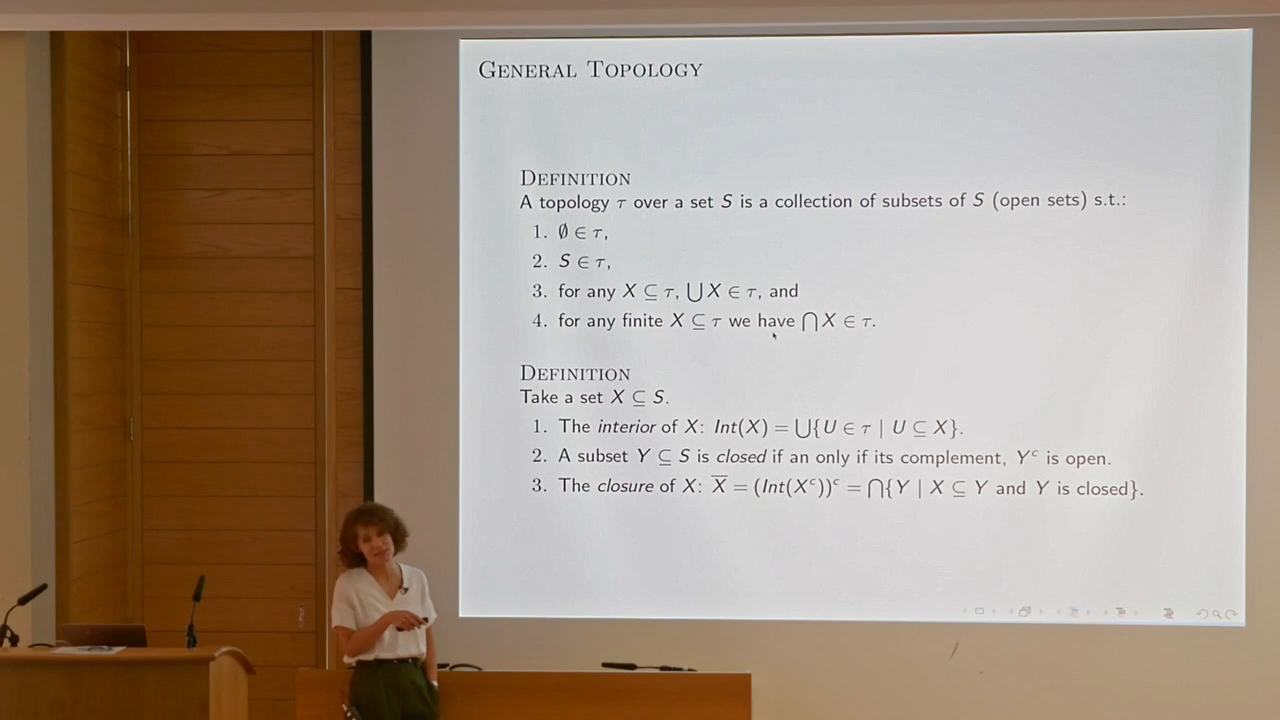 GENERAL TOPOLOGY
DEFINITION
A topology τ over a set S is a collection of subsets of S (open sets) s.t.:
1. ∅ ∈ τ,
2. S ∈ τ,
3. for any X ⊆ τ, ⋃X ∈ τ, and
4. for any finite X ⊆ τ we have ⋂X ∈ τ.
DEFINITION
Take a set X ⊆ S.
1. The interior of X: Int(X) = ⋃{U ∈ τ | U ⊆ X}.
2. A subset Y ⊆ S is closed if an only if its complement, Yᶜ is open.
3. The closure of X: X̅ = (Int(Xᶜ))ᶜ = ⋂{Y | X ⊆ Y and Y is closed}.